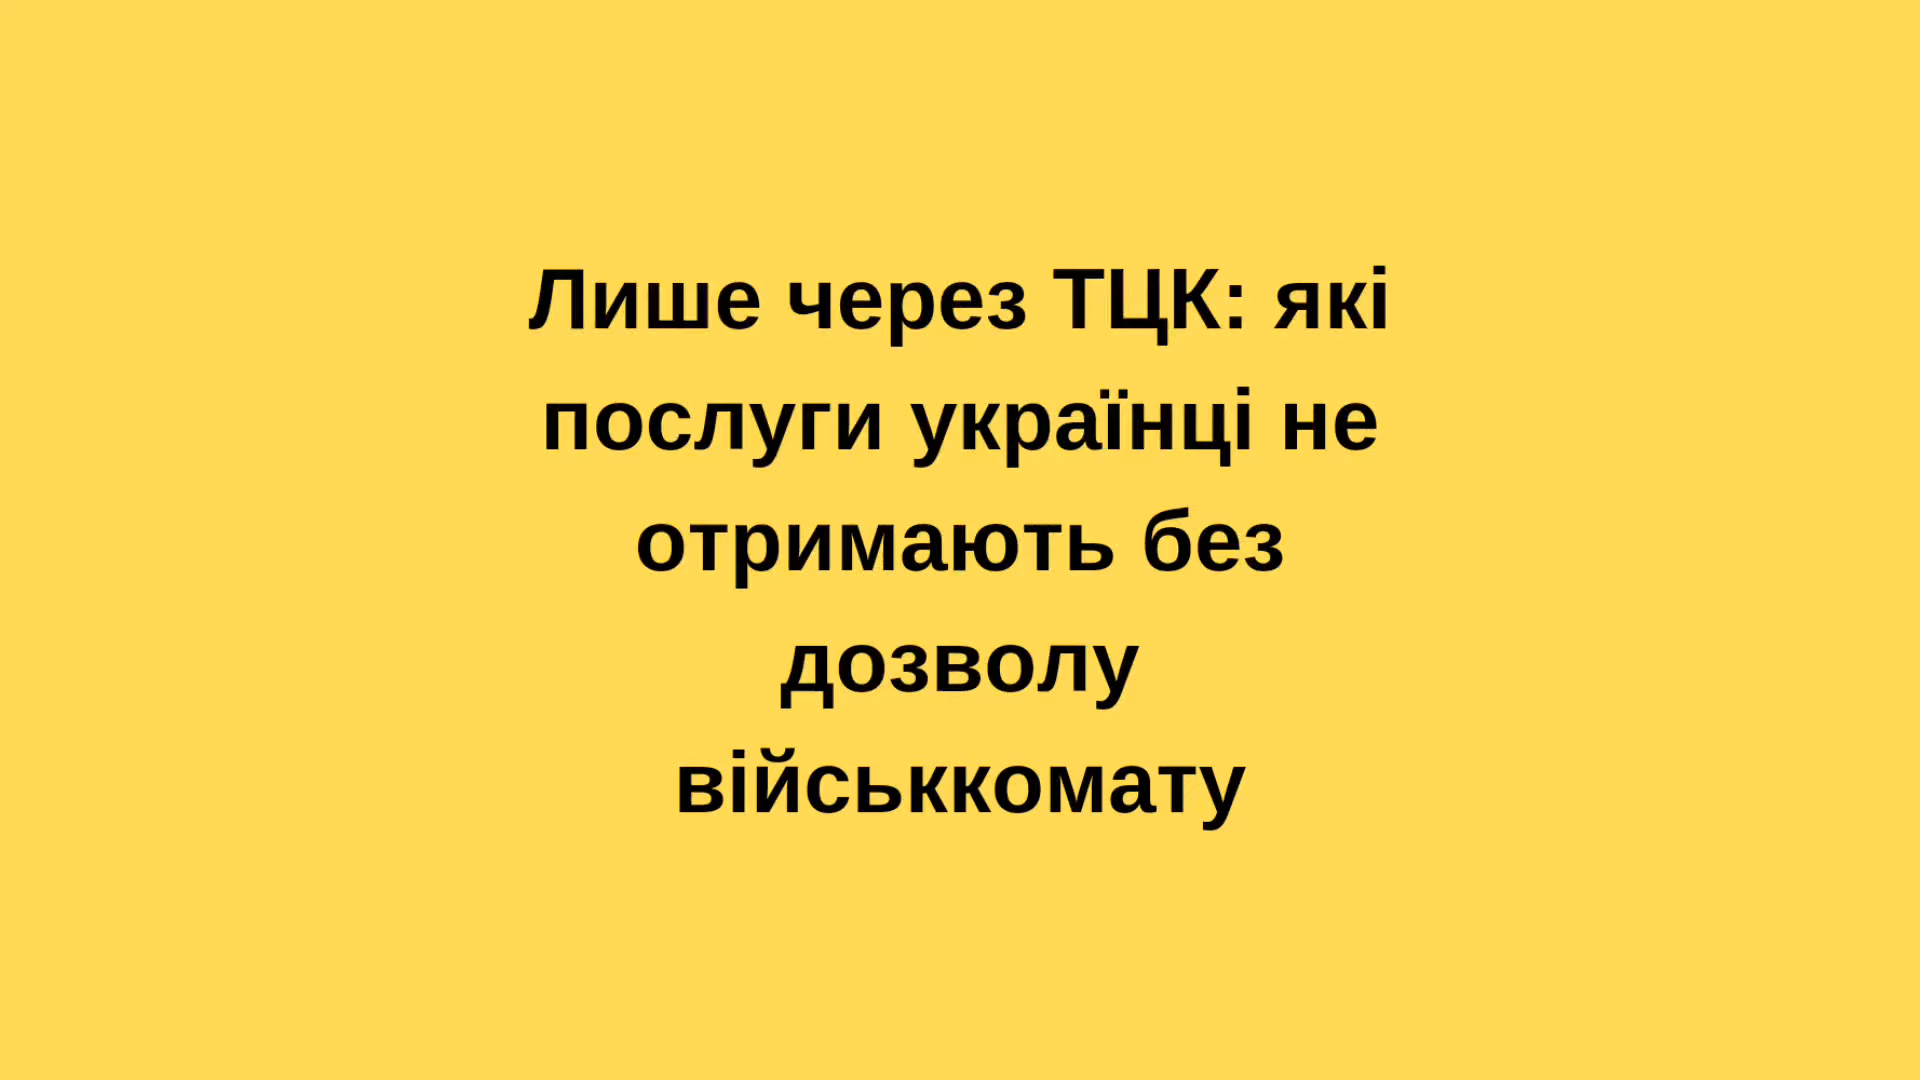 Лише через ТЦК: які
послуги українці не
отримають без
дозволу
військкомату